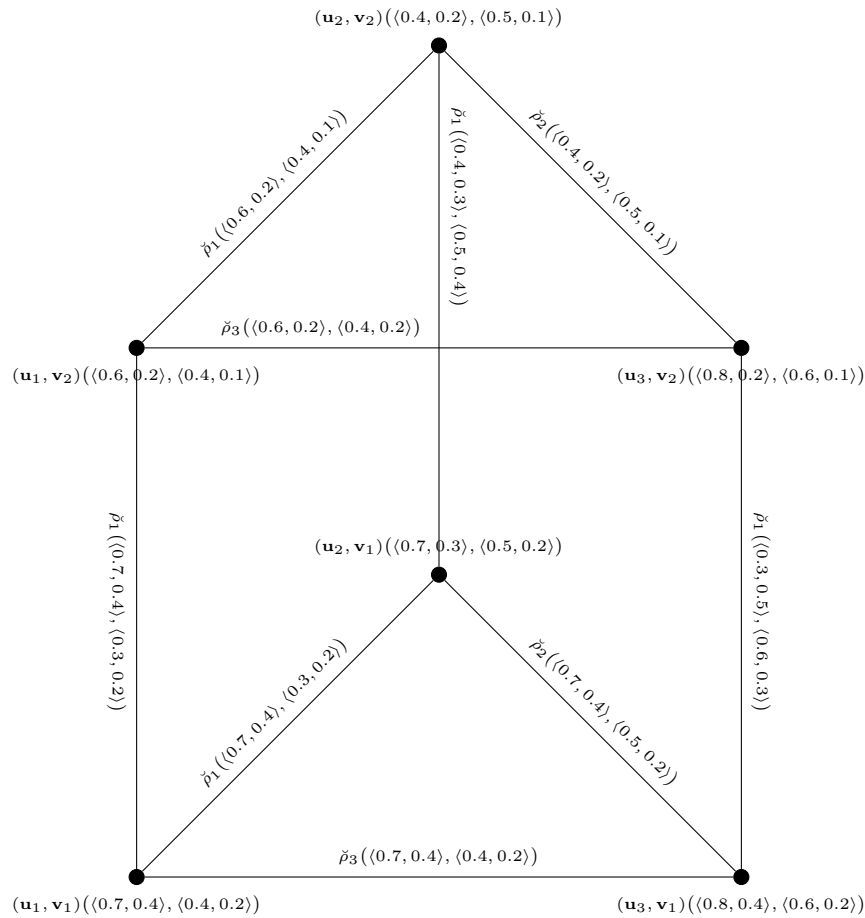 (u₂, v₂)(⟨0.4, 0.2⟩, ⟨0.5, 0.1⟩)
ρ̆₁(⟨0.6, 0.2⟩, ⟨0.4, 0.1⟩)
ρ̆₁(⟨0.4, 0.3⟩, ⟨0.5, 0.4⟩)
ρ̆₂(⟨0.4, 0.2⟩, ⟨0.5, 0.1⟩)
ρ̆₃(⟨0.6, 0.2⟩, ⟨0.4, 0.2⟩)
(u₁, v₂)(⟨0.6, 0.2⟩, ⟨0.4, 0.1⟩)
(u₃, v₂)(⟨0.8, 0.2⟩, ⟨0.6, 0.1⟩)
ρ̆₁(⟨0.7, 0.4⟩, ⟨0.3, 0.2⟩)
(u₂, v₁)(⟨0.7, 0.3⟩, ⟨0.5, 0.2⟩)
ρ̆₁(⟨0.3, 0.5⟩, ⟨0.6, 0.3⟩)
ρ̆₁(⟨0.7, 0.4⟩, ⟨0.3, 0.2⟩)
ρ̆₂(⟨0.7, 0.4⟩, ⟨0.5, 0.2⟩)
ρ̆₃(⟨0.7, 0.4⟩, ⟨0.4, 0.2⟩)
(u₁, v₁)(⟨0.7, 0.4⟩, ⟨0.4, 0.2⟩)
(u₃, v₁)(⟨0.8, 0.4⟩, ⟨0.6, 0.2⟩)